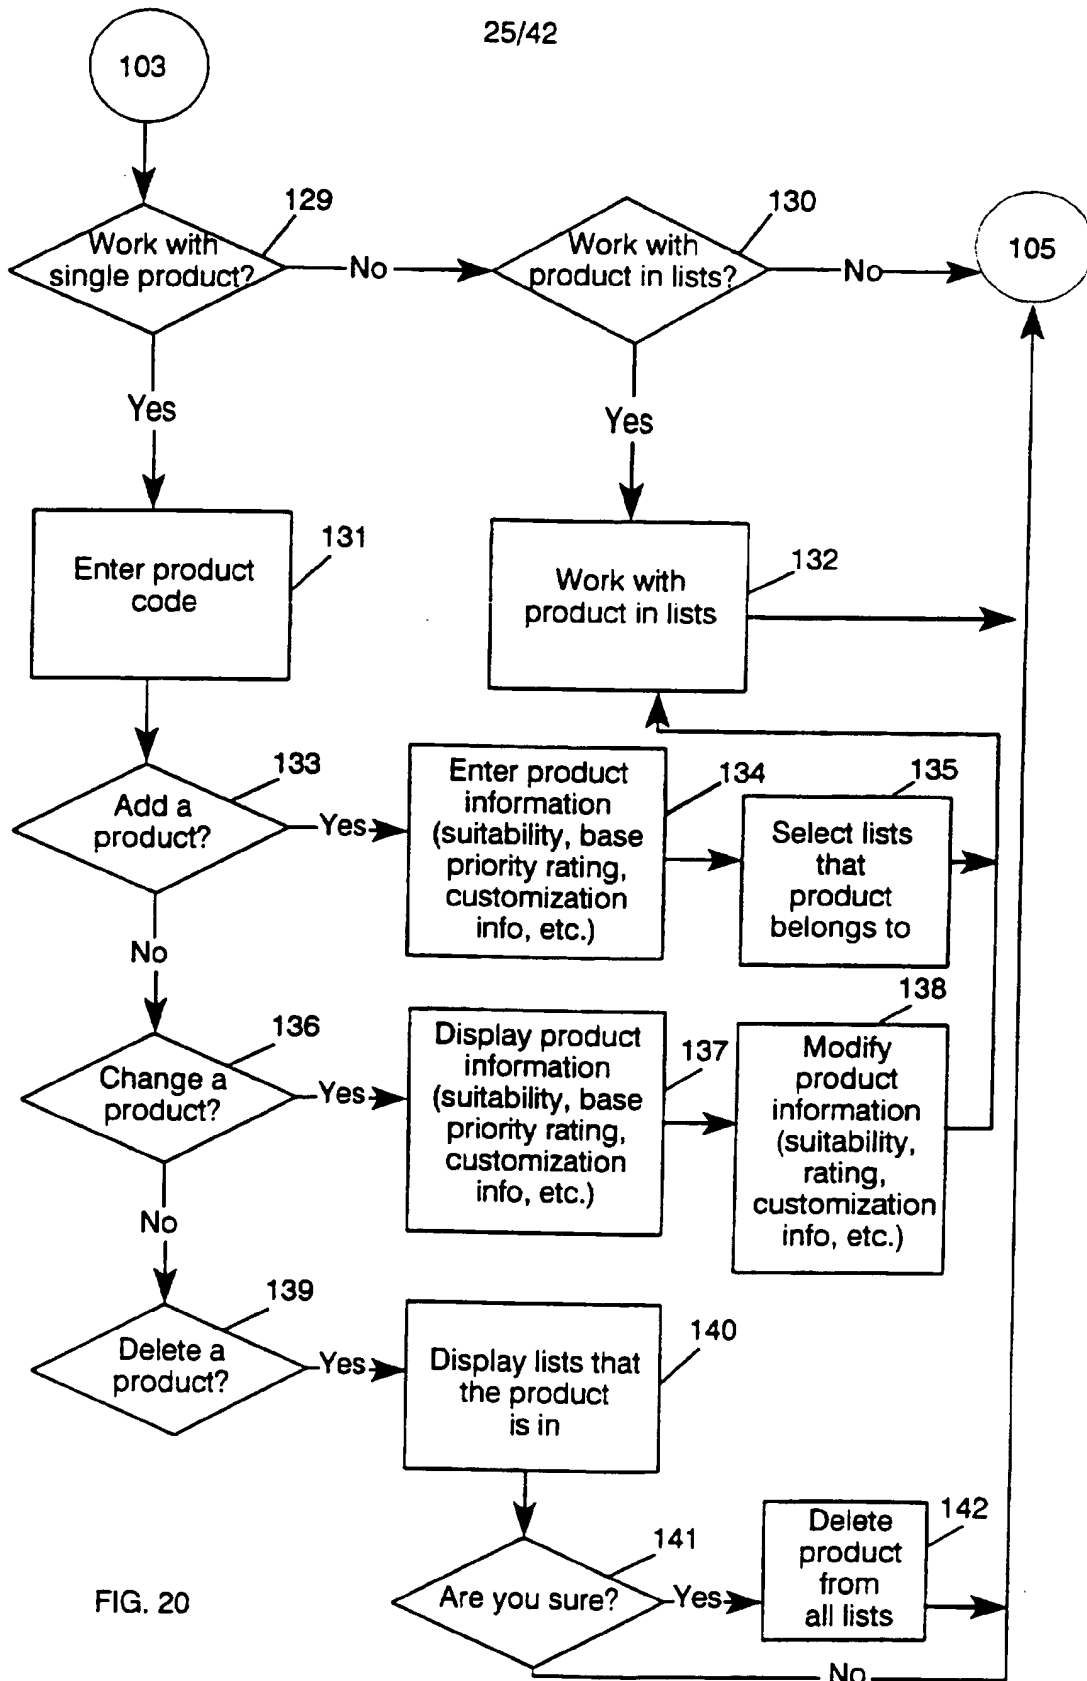 25/42
103
129
Work with
single product?
No
130
Work with
product in lists?
No
105
Yes
Yes
131
Enter product
code
132
Work with
product in lists
133
Add a
product?
Yes
134
Enter product
information
(suitability, base
priority rating,
customization
info, etc.)
135
Select lists
that
product
belongs to
No
136
Change a
product?
Yes
137
Display product
information
(suitability, base
priority rating,
customization
info, etc.)
138
Modify
product
information
(suitability,
rating,
customization
info, etc.)
No
139
Delete a
product?
Yes
140
Display lists that
the product
is in
141
Are you sure?
Yes
142
Delete
product
from
all lists
No
FIG. 20